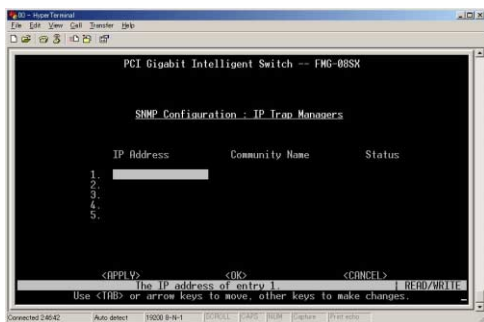 00 - HyperTerminal
File Edit View Call Transfer Help
PCI Gigabit Intelligent Switch -- FMG-08SX
SNMP Configuration : IP Trap Managers
IP Address Community Name Status
1.
2.
3.
4.
5.
<APPLY> <OK> <CANCEL>
The IP address of entry 1. READ/WRITE
Use <TAB> or arrow keys to move, other keys to make changes.
Connected 2:46:42 Auto detect 19200 8-N-1 SCROLL CAPS NUM Capture Print echo